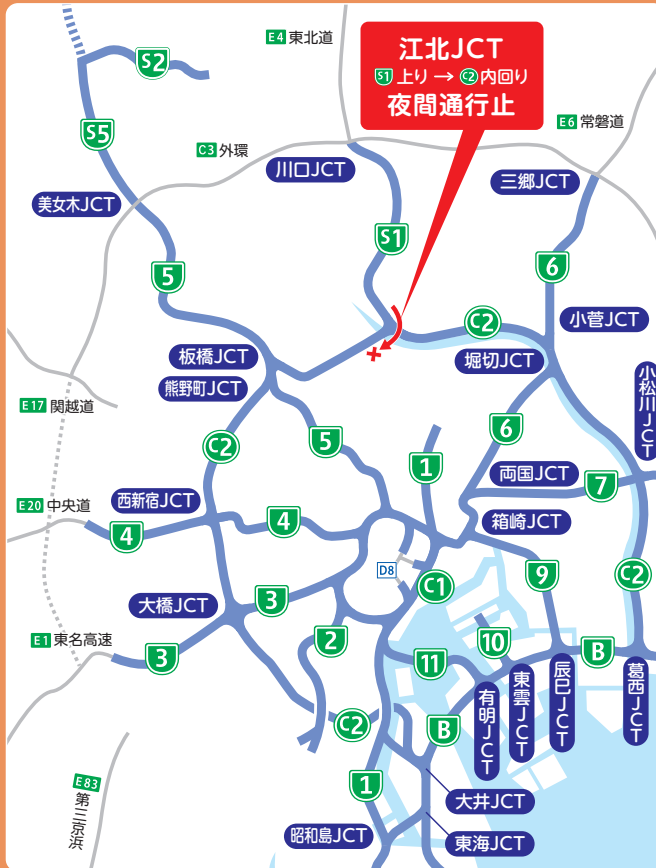 E4 東北道
江北JCT
S1 上り → C2 内回り
夜間通行止
S2
S5
C3 外環
E6 常磐道
川口JCT
三郷JCT
美女木JCT
S1
5
6
C2
小菅JCT
板橋JCT
堀切JCT
熊野町JCT
小松川JCT
E17 関越道
C2
5
6
1
両国JCT
7
E20 中央道
西新宿JCT
4
4
箱崎JCT
D8
C1
9
C2
大橋JCT
3
E1 東名高速
3
2
11
10
B
有明JCT
東雲JCT
辰巳JCT
葛西JCT
C2
B
E83
第三京浜
1
大井JCT
昭和島JCT
東海JCT